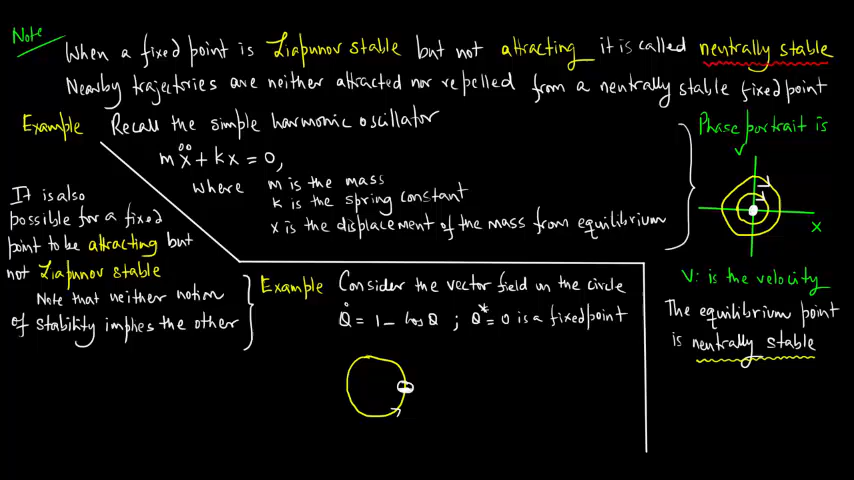 Note
When a fixed point is Liapunov stable but not attracting it is called neutrally stable
Nearby trajectories are neither attracted nor repelled from a neutrally stable fixed point
Example Recall the simple harmonic oscillator
mẍ + kx = 0,
where m is the mass
k is the spring constant
x is the displacement of the mass from equilibrium
Phase portrait is
V
x
V: is the velocity
The equilibrium point
is neutrally stable
It is also
possible for a fixed
point to be attracting but
not Liapunov stable
Note that neither notion
of stability implies the other
Example Consider the vector field on the circle
θ̇ = 1 - cos θ ; θ* = 0 is a fixed point